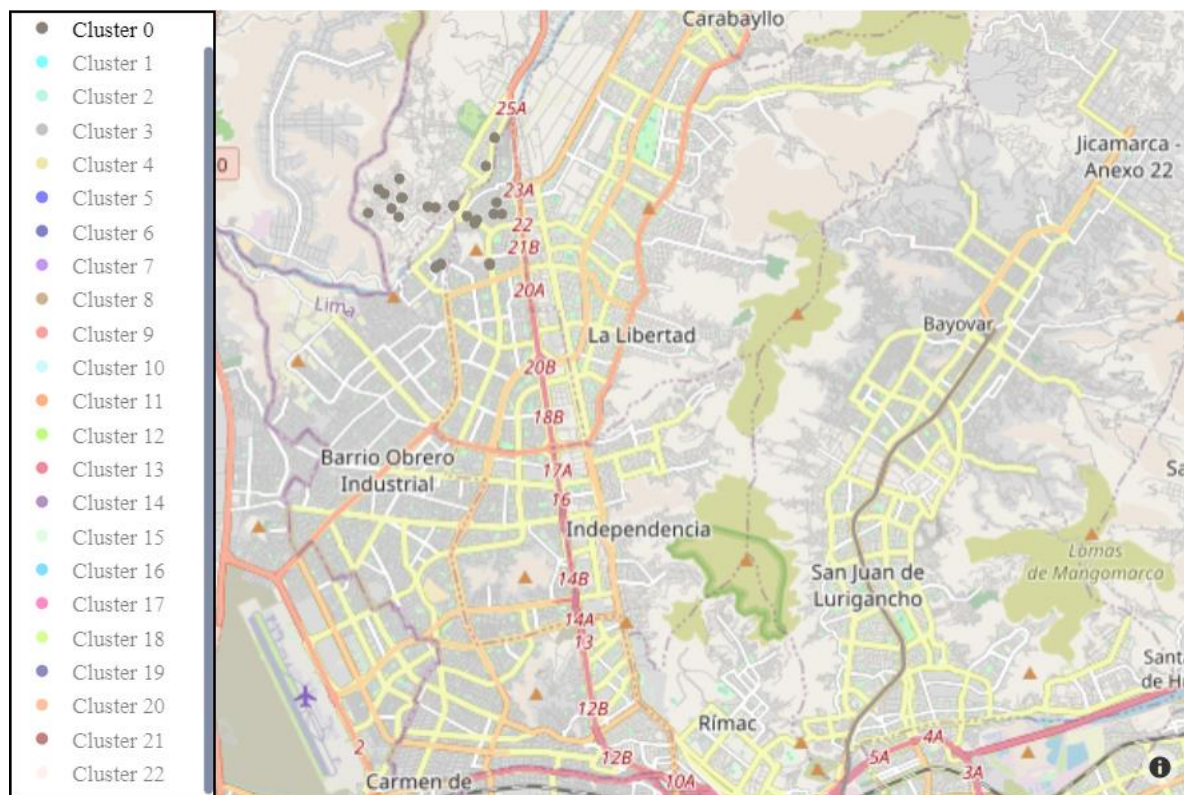 Cluster 0
Cluster 1
Cluster 2
Cluster 3
Cluster 4
Cluster 5
Cluster 6
Cluster 7
Cluster 8
Cluster 9
Cluster 10
Cluster 11
Cluster 12
Cluster 13
Cluster 14
Cluster 15
Cluster 16
Cluster 17
Cluster 18
Cluster 19
Cluster 20
Cluster 21
Cluster 22
Carabayllo
25A
Jicamarca -
Anexo 22
0
23A
22
21B
20A
Lima
La Libertad
Bayovar
20B
18B
Barrio Obrero
Industrial
17A
16
Independencia
Lomas
de Mangomarca
San Juan de
Lurigancho
14B
14A
13
Santa
de Hu
12B
Rímac
2
12B
4A
5A
3A
Carmen de
10A